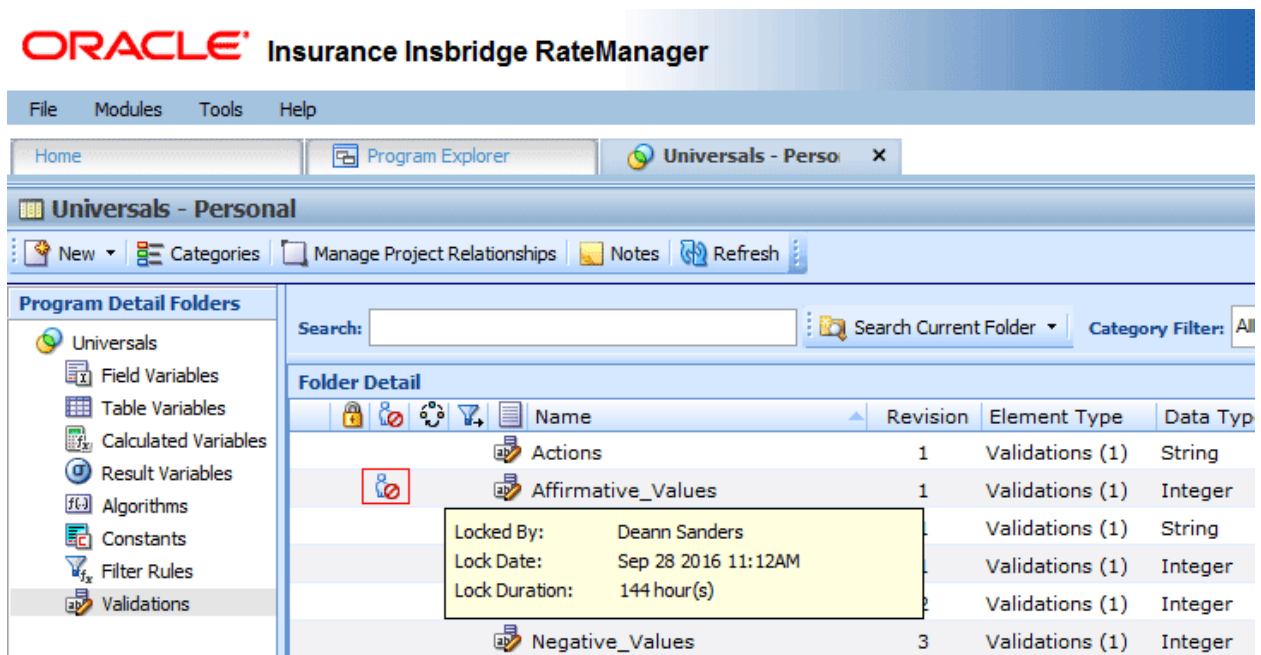 ORACLE Insurance Insbridge RateManager
File Modules Tools Help
Home Program Explorer Universals - Perso
Universals - Personal
New Categories Manage Project Relationships Notes Refresh
Program Detail Folders
Universals
Field Variables
Table Variables
Calculated Variables
Result Variables
Algorithms
Constants
Filter Rules
Validations
Search: Search Current Folder Category Filter: All
Folder Detail
Name Revision Element Type Data Typ
Actions 1 Validations (1) String
Affirmative_Values 1 Validations (1) Integer
Validations (1) String
Validations (1) Integer
Validations (1) Integer
Locked By: Deann Sanders
Lock Date: Sep 28 2016 11:12AM
Lock Duration: 144 hour(s)
Negative_Values 3 Validations (1) Integer